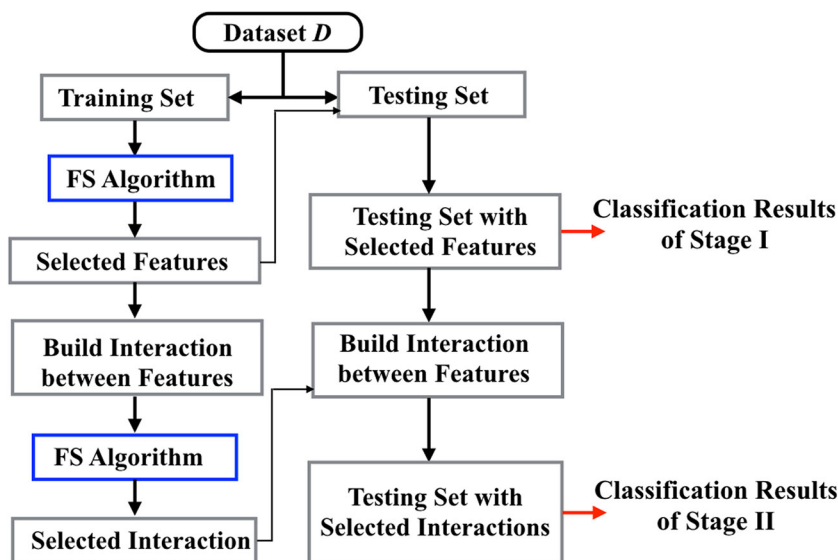 Dataset D
Training Set
Testing Set
FS Algorithm
Selected Features
Testing Set with
Selected Features
Classification Results
of Stage I
Build Interaction
between Features
Build Interaction
between Features
FS Algorithm
Selected Interaction
Testing Set with
Selected Interactions
Classification Results
of Stage II